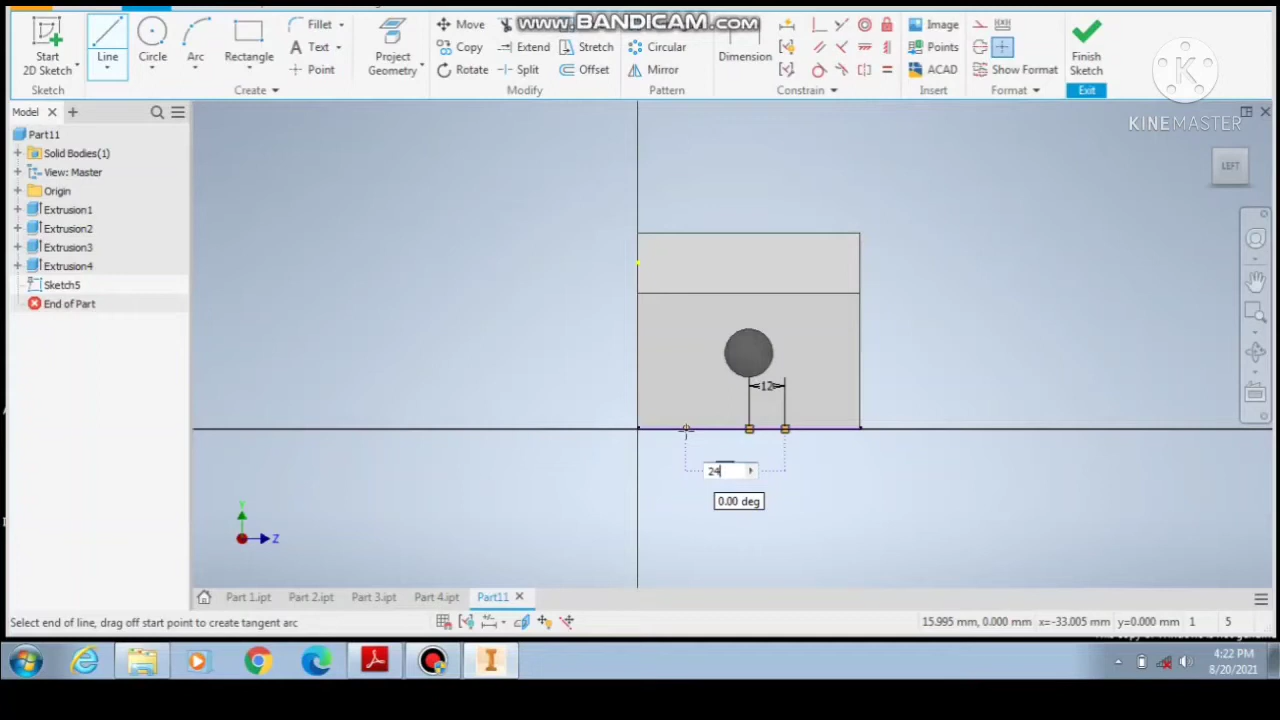 WWW.BANDICAM.COM
K
KINEMASTER
Start
2D Sketch
Sketch
Line
Circle
Arc
Rectangle
Fillet
Text
Point
Create
Project
Geometry
Move
Copy
Rotate
Extend
Split
Stretch
Offset
Modify
Circular
Mirror
Pattern
Dimension
Constrain
Image
Points
ACAD
Insert
Show Format
Format
Finish
Sketch
Exit
Model
Part11
Solid Bodies(1)
View: Master
Origin
Extrusion1
Extrusion2
Extrusion3
Extrusion4
Sketch5
End of Part
LEFT
12
24
0.00 deg
Y
Z
Part 1.ipt
Part 2.ipt
Part 3.ipt
Part 4.ipt
Part11
Select end of line, drag off start point to create tangent arc
15.995 mm, 0.000 mm x=-33.005 mm y=0.000 mm 1 5
4:22 PM
8/20/2021